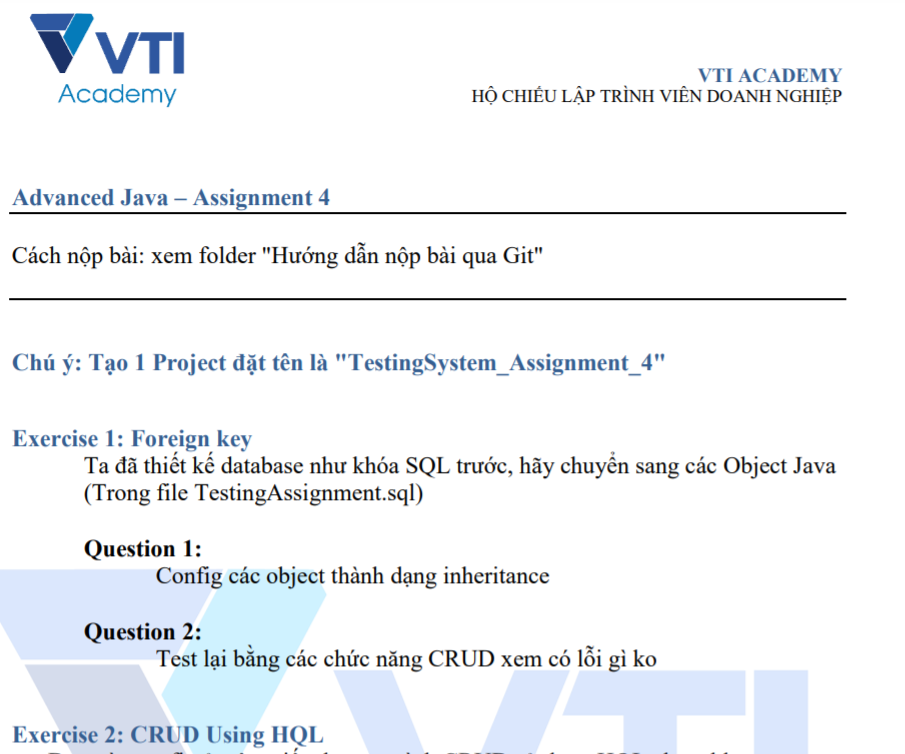 VTI
Academy
VTI ACADEMY
HỘ CHIẾU LẬP TRÌNH VIÊN DOANH NGHIỆP
Advanced Java – Assignment 4
Cách nộp bài: xem folder "Hướng dẫn nộp bài qua Git"
Chú ý: Tạo 1 Project đặt tên là "TestingSystem_Assignment_4"
Exercise 1: Foreign key
Ta đã thiết kế database như khóa SQL trước, hãy chuyển sang các Object Java
(Trong file TestingAssignment.sql)
Question 1:
Config các object thành dạng inheritance
Question 2:
Test lại bằng các chức năng CRUD xem có lỗi gì ko
VTI
Exercise 2: CRUD Using HQL